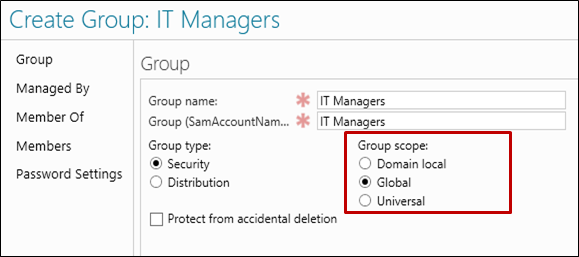 Create Group: IT Managers
Group
Managed By
Member Of
Members
Password Settings
Group
Group name: * IT Managers
Group (SamAccountNam... * IT Managers
Group type:
Security
Distribution
Group scope:
Domain local
Global
Universal
Protect from accidental deletion